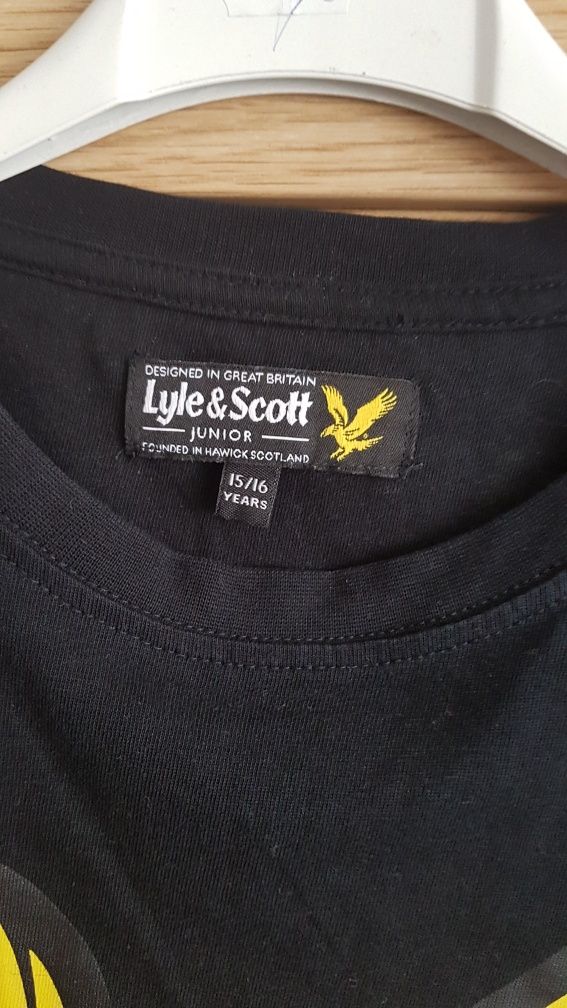 DESIGNED IN GREAT BRITAIN
Lyle & Scott
JUNIOR
FOUNDED IN HAWICK SCOTLAND
15/16
YEARS